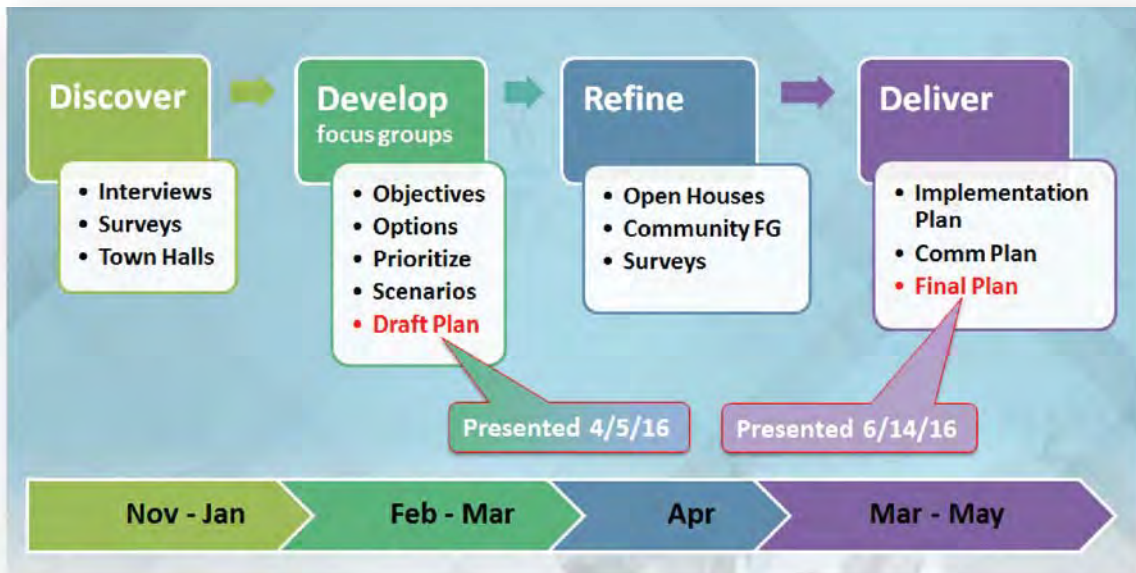 Discover
• Interviews
• Surveys
• Town Halls
Develop
focus groups
• Objectives
• Options
• Prioritize
• Scenarios
• Draft Plan
Refine
• Open Houses
• Community FG
• Surveys
Deliver
• Implementation
Plan
• Comm Plan
• Final Plan
Presented 4/5/16
Presented 6/14/16
Nov - Jan
Feb - Mar
Apr
Mar - May